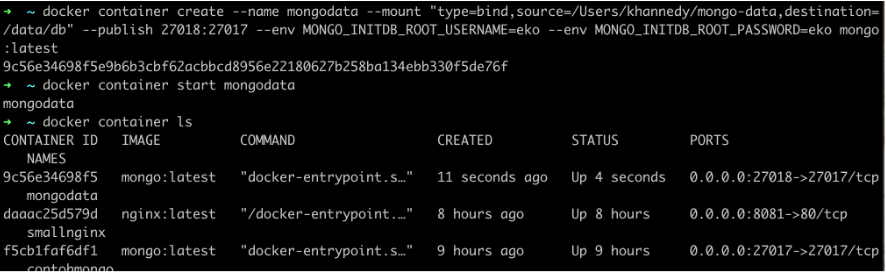 → ~ docker container create --name mongodata --mount "type=bind,source=/Users/khannedy/mongo-data,destination=
/data/db" --publish 27018:27017 --env MONGO_INITDB_ROOT_USERNAME=eko --env MONGO_INITDB_ROOT_PASSWORD=eko mongo
:latest
9c56e34698f5e9b6b3cbf62acbbcd8956e22180627b258ba134ebb330f5de76f
→ ~ docker container start mongodata
mongodata
→ ~ docker container ls
CONTAINER ID IMAGE COMMAND CREATED STATUS PORTS
NAMES
9c56e34698f5 mongo:latest "docker-entrypoint.s…" 11 seconds ago Up 4 seconds 0.0.0.0:27018->27017/tcp
mongodata
daaac25d579d nginx:latest "/docker-entrypoint.…" 8 hours ago Up 8 hours 0.0.0.0:8081->80/tcp
smallnginx
f5cb1faf6df1 mongo:latest "docker-entrypoint.s…" 9 hours ago Up 9 hours 0.0.0.0:27017->27017/tcp
contohmongo